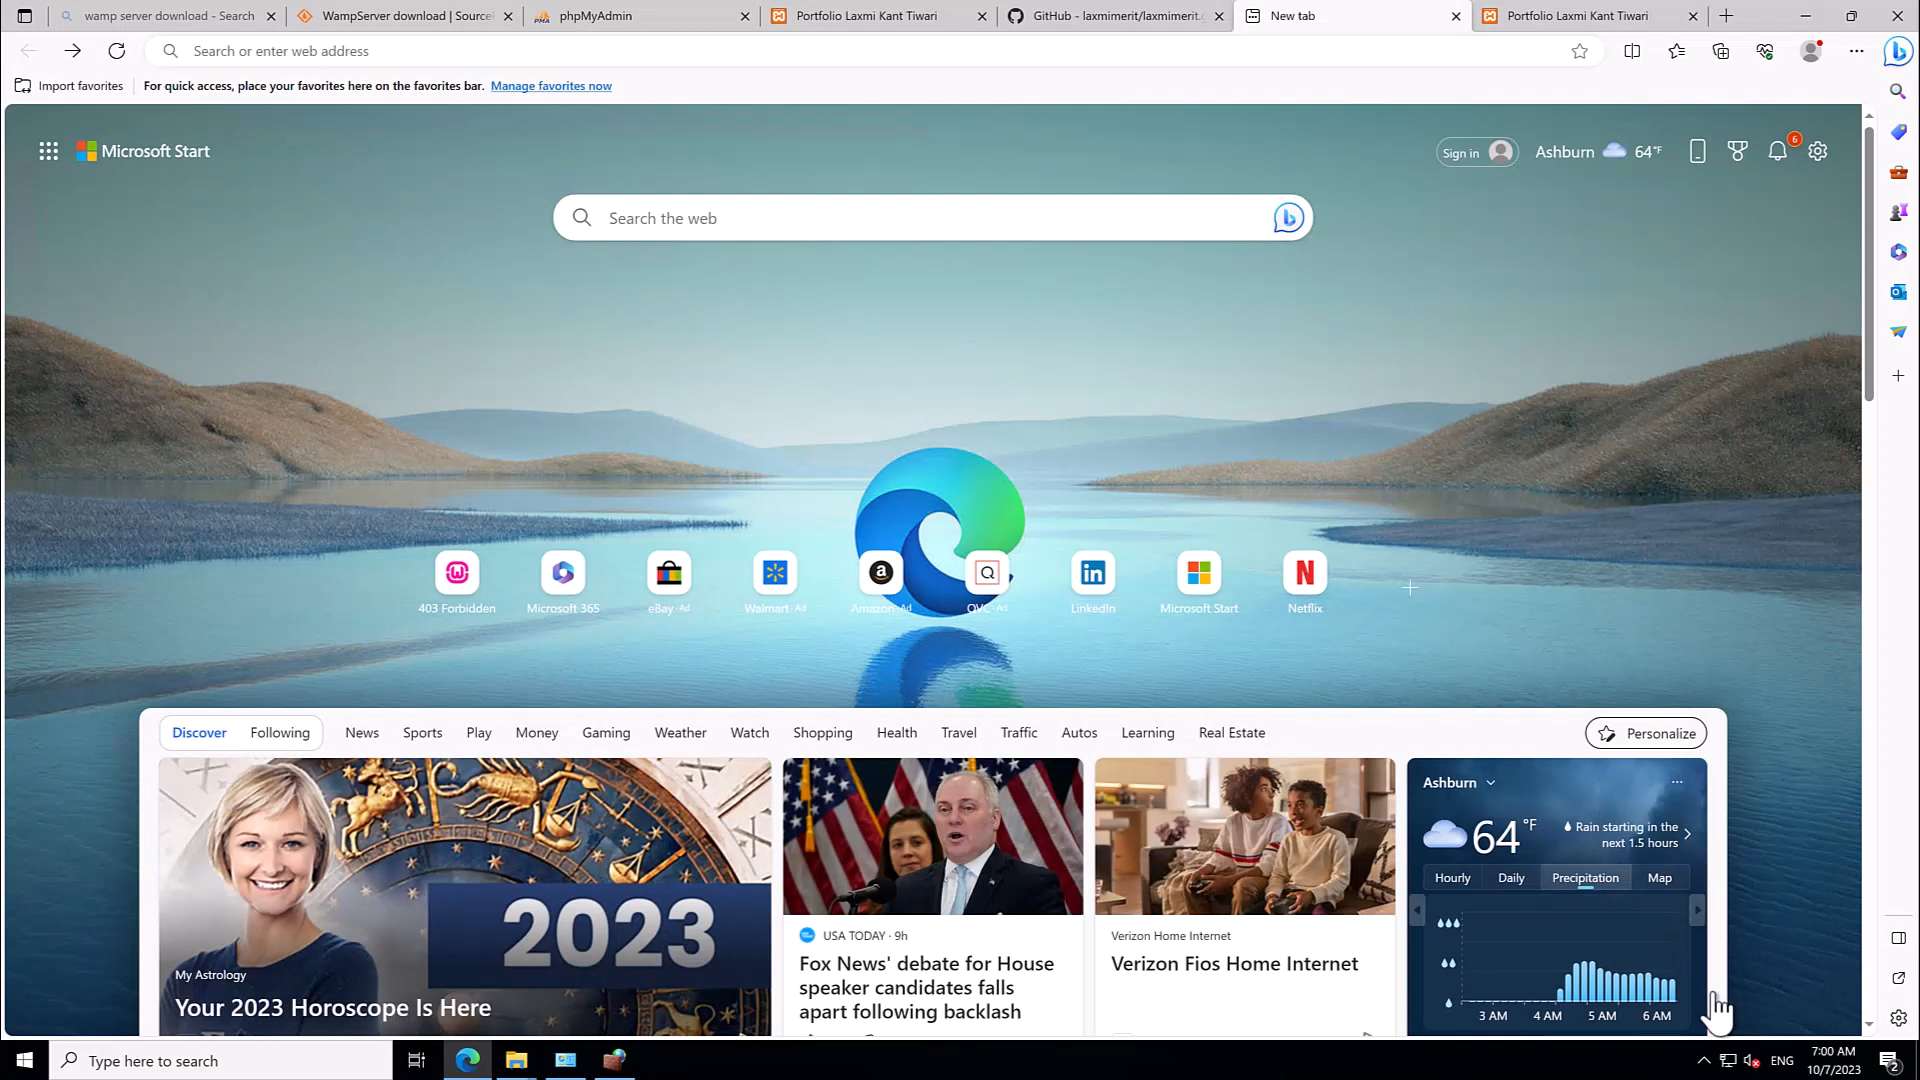 wamp server download - Search
WampServer download | Source
phpMyAdmin
Portfolio Laxmi Kant Tiwari
GitHub - laxmimerit/laxmimerit.g
New tab
Portfolio Laxmi Kant Tiwari
Search or enter web address
Import favorites
For quick access, place your favorites here on the favorites bar. Manage favorites now
Microsoft Start
Sign in
Ashburn 64°F
6
Search the web
403 Forbidden
Microsoft 365
eBay · Ad
Walmart · Ad
Amazon · Ad
QVC · Ad
LinkedIn
Microsoft Start
Netflix
Discover Following News Sports Play Money Gaming Weather Watch Shopping Health Travel Traffic Autos Learning Real Estate
Personalize
2023
My Astrology
Your 2023 Horoscope Is Here
USA TODAY · 9h
Fox News' debate for House
speaker candidates falls
apart following backlash
Verizon Home Internet
Verizon Fios Home Internet
Ashburn
64°F
Rain starting in the
next 1.5 hours
Hourly Daily Precipitation Map
3 AM 4 AM 5 AM 6 AM
Type here to search
ENG
7:00 AM
10/7/2023
2